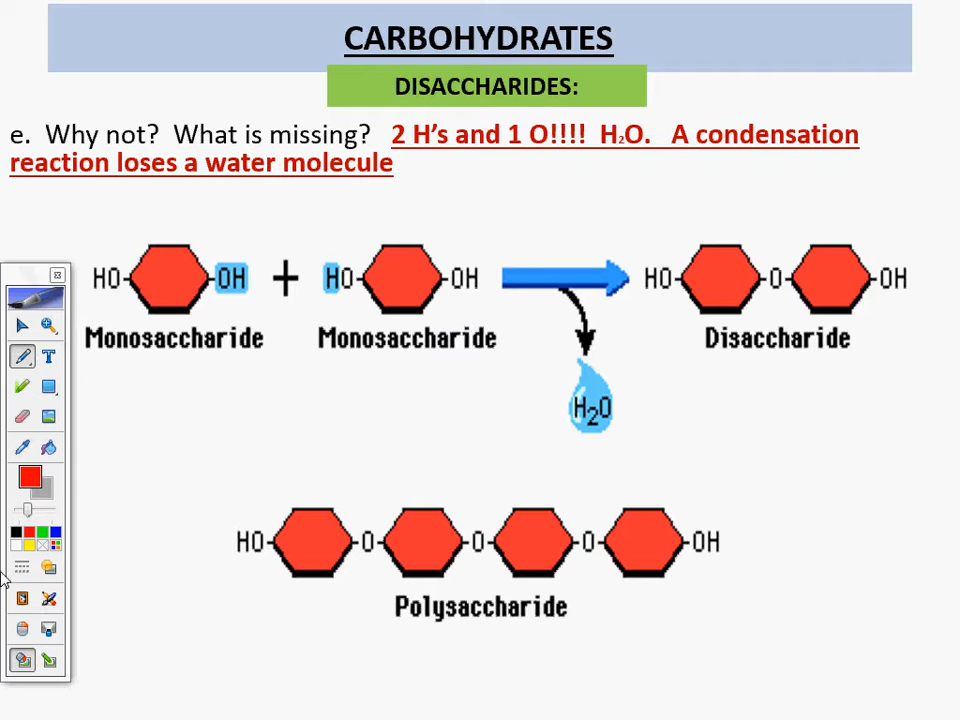 CARBOHYDRATES
DISACCHARIDES:
e. Why not? What is missing? 2 H's and 1 O!!!! H₂O. A condensation
reaction loses a water molecule
HO OH + HO OH HO O OH
Monosaccharide Monosaccharide Disaccharide
H₂O
HO O O O OH
Polysaccharide
T